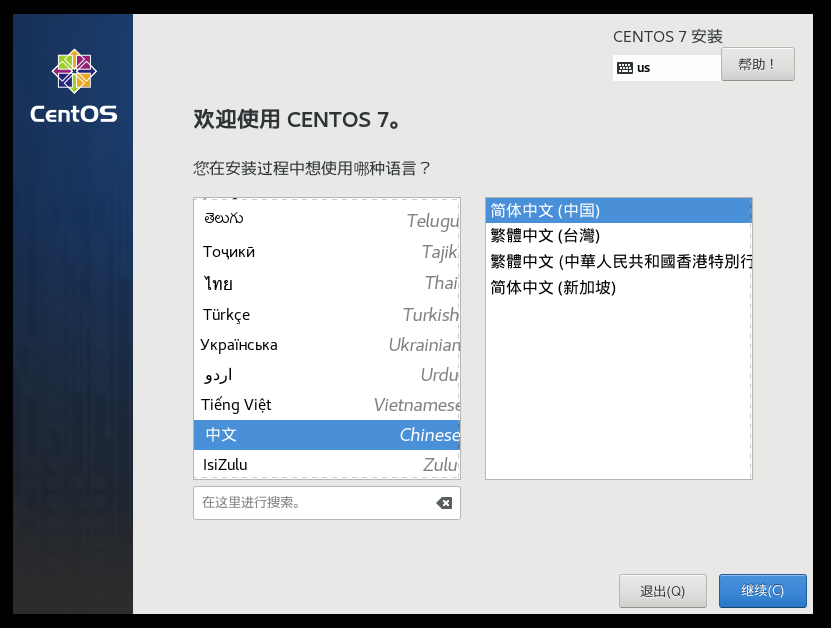 CentOS
CENTOS 7 安装
us
帮助！
欢迎使用 CENTOS 7。
您在安装过程中想使用哪种语言？
తెలుగు Telugu
Тоҷикӣ Tajik
ไทย Thai
Türkçe Turkish
Українська Ukrainian
اردو Urdu
Tiếng Việt Vietnamese
中文 Chinese
IsiZulu Zulu
在这里进行搜索。
简体中文 (中国)
繁體中文 (台灣)
繁體中文 (中華人民共和國香港特別行
简体中文 (新加坡)
退出(Q)
继续(C)